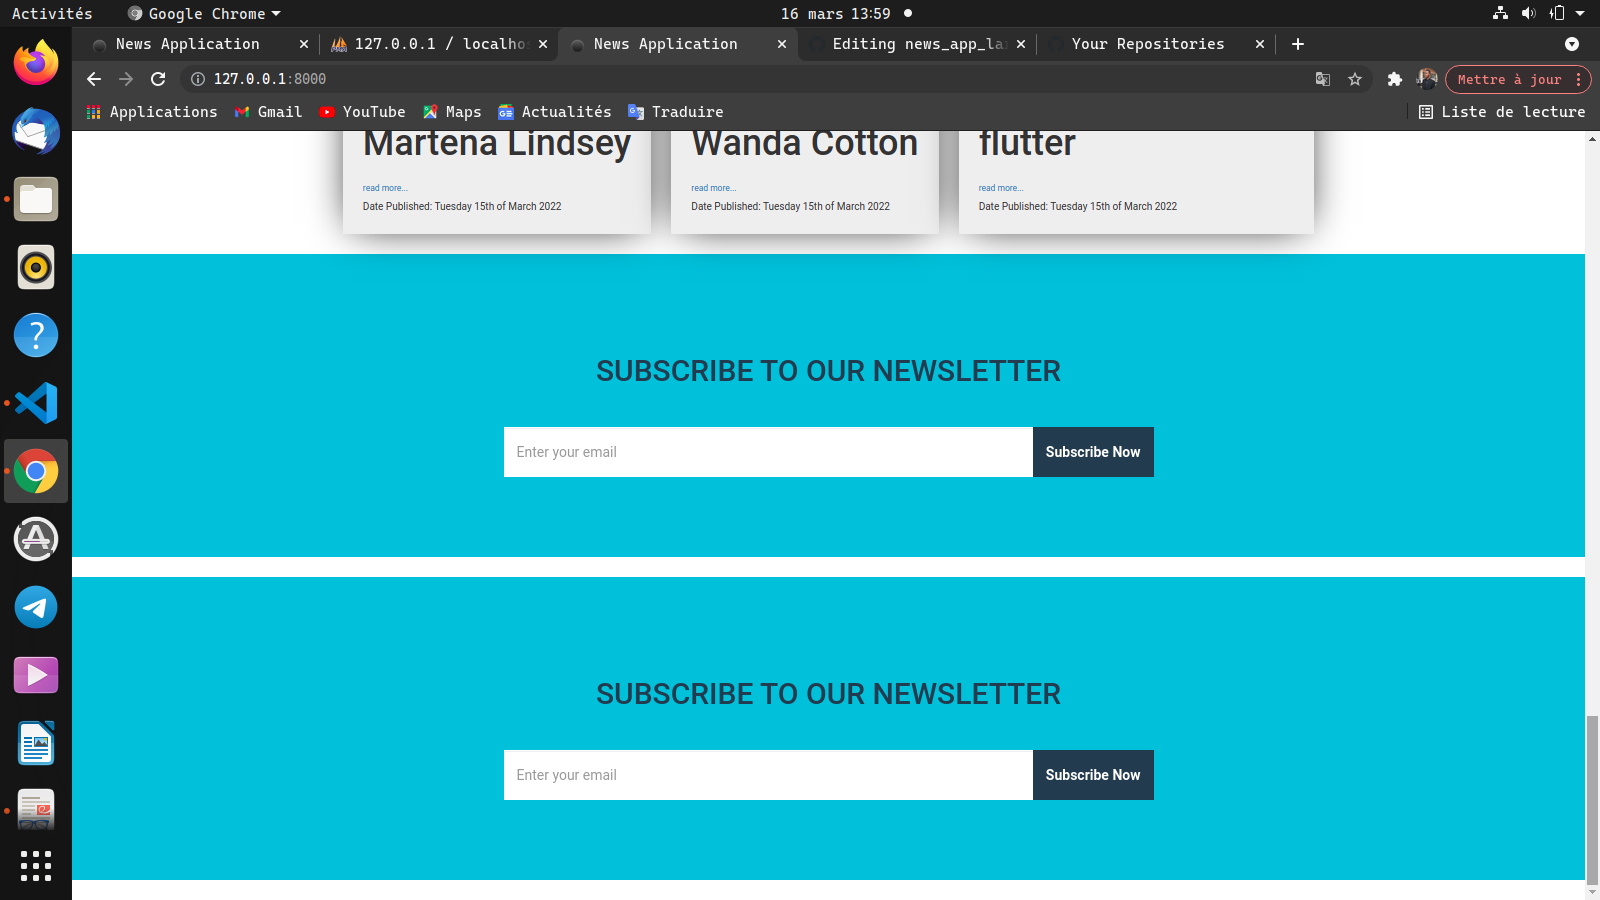 Activités Google Chrome 16 mars 13:59
News Application 127.0.0.1 / localho News Application Editing news_app_la Your Repositories
127.0.0.1:8000 Mettre à jour
Applications Gmail YouTube Maps Actualités Traduire Liste de lecture
Martena Lindsey Wanda Cotton flutter
read more... read more... read more...
Date Published: Tuesday 15th of March 2022 Date Published: Tuesday 15th of March 2022 Date Published: Tuesday 15th of March 2022
SUBSCRIBE TO OUR NEWSLETTER
Enter your email Subscribe Now
SUBSCRIBE TO OUR NEWSLETTER
Enter your email Subscribe Now